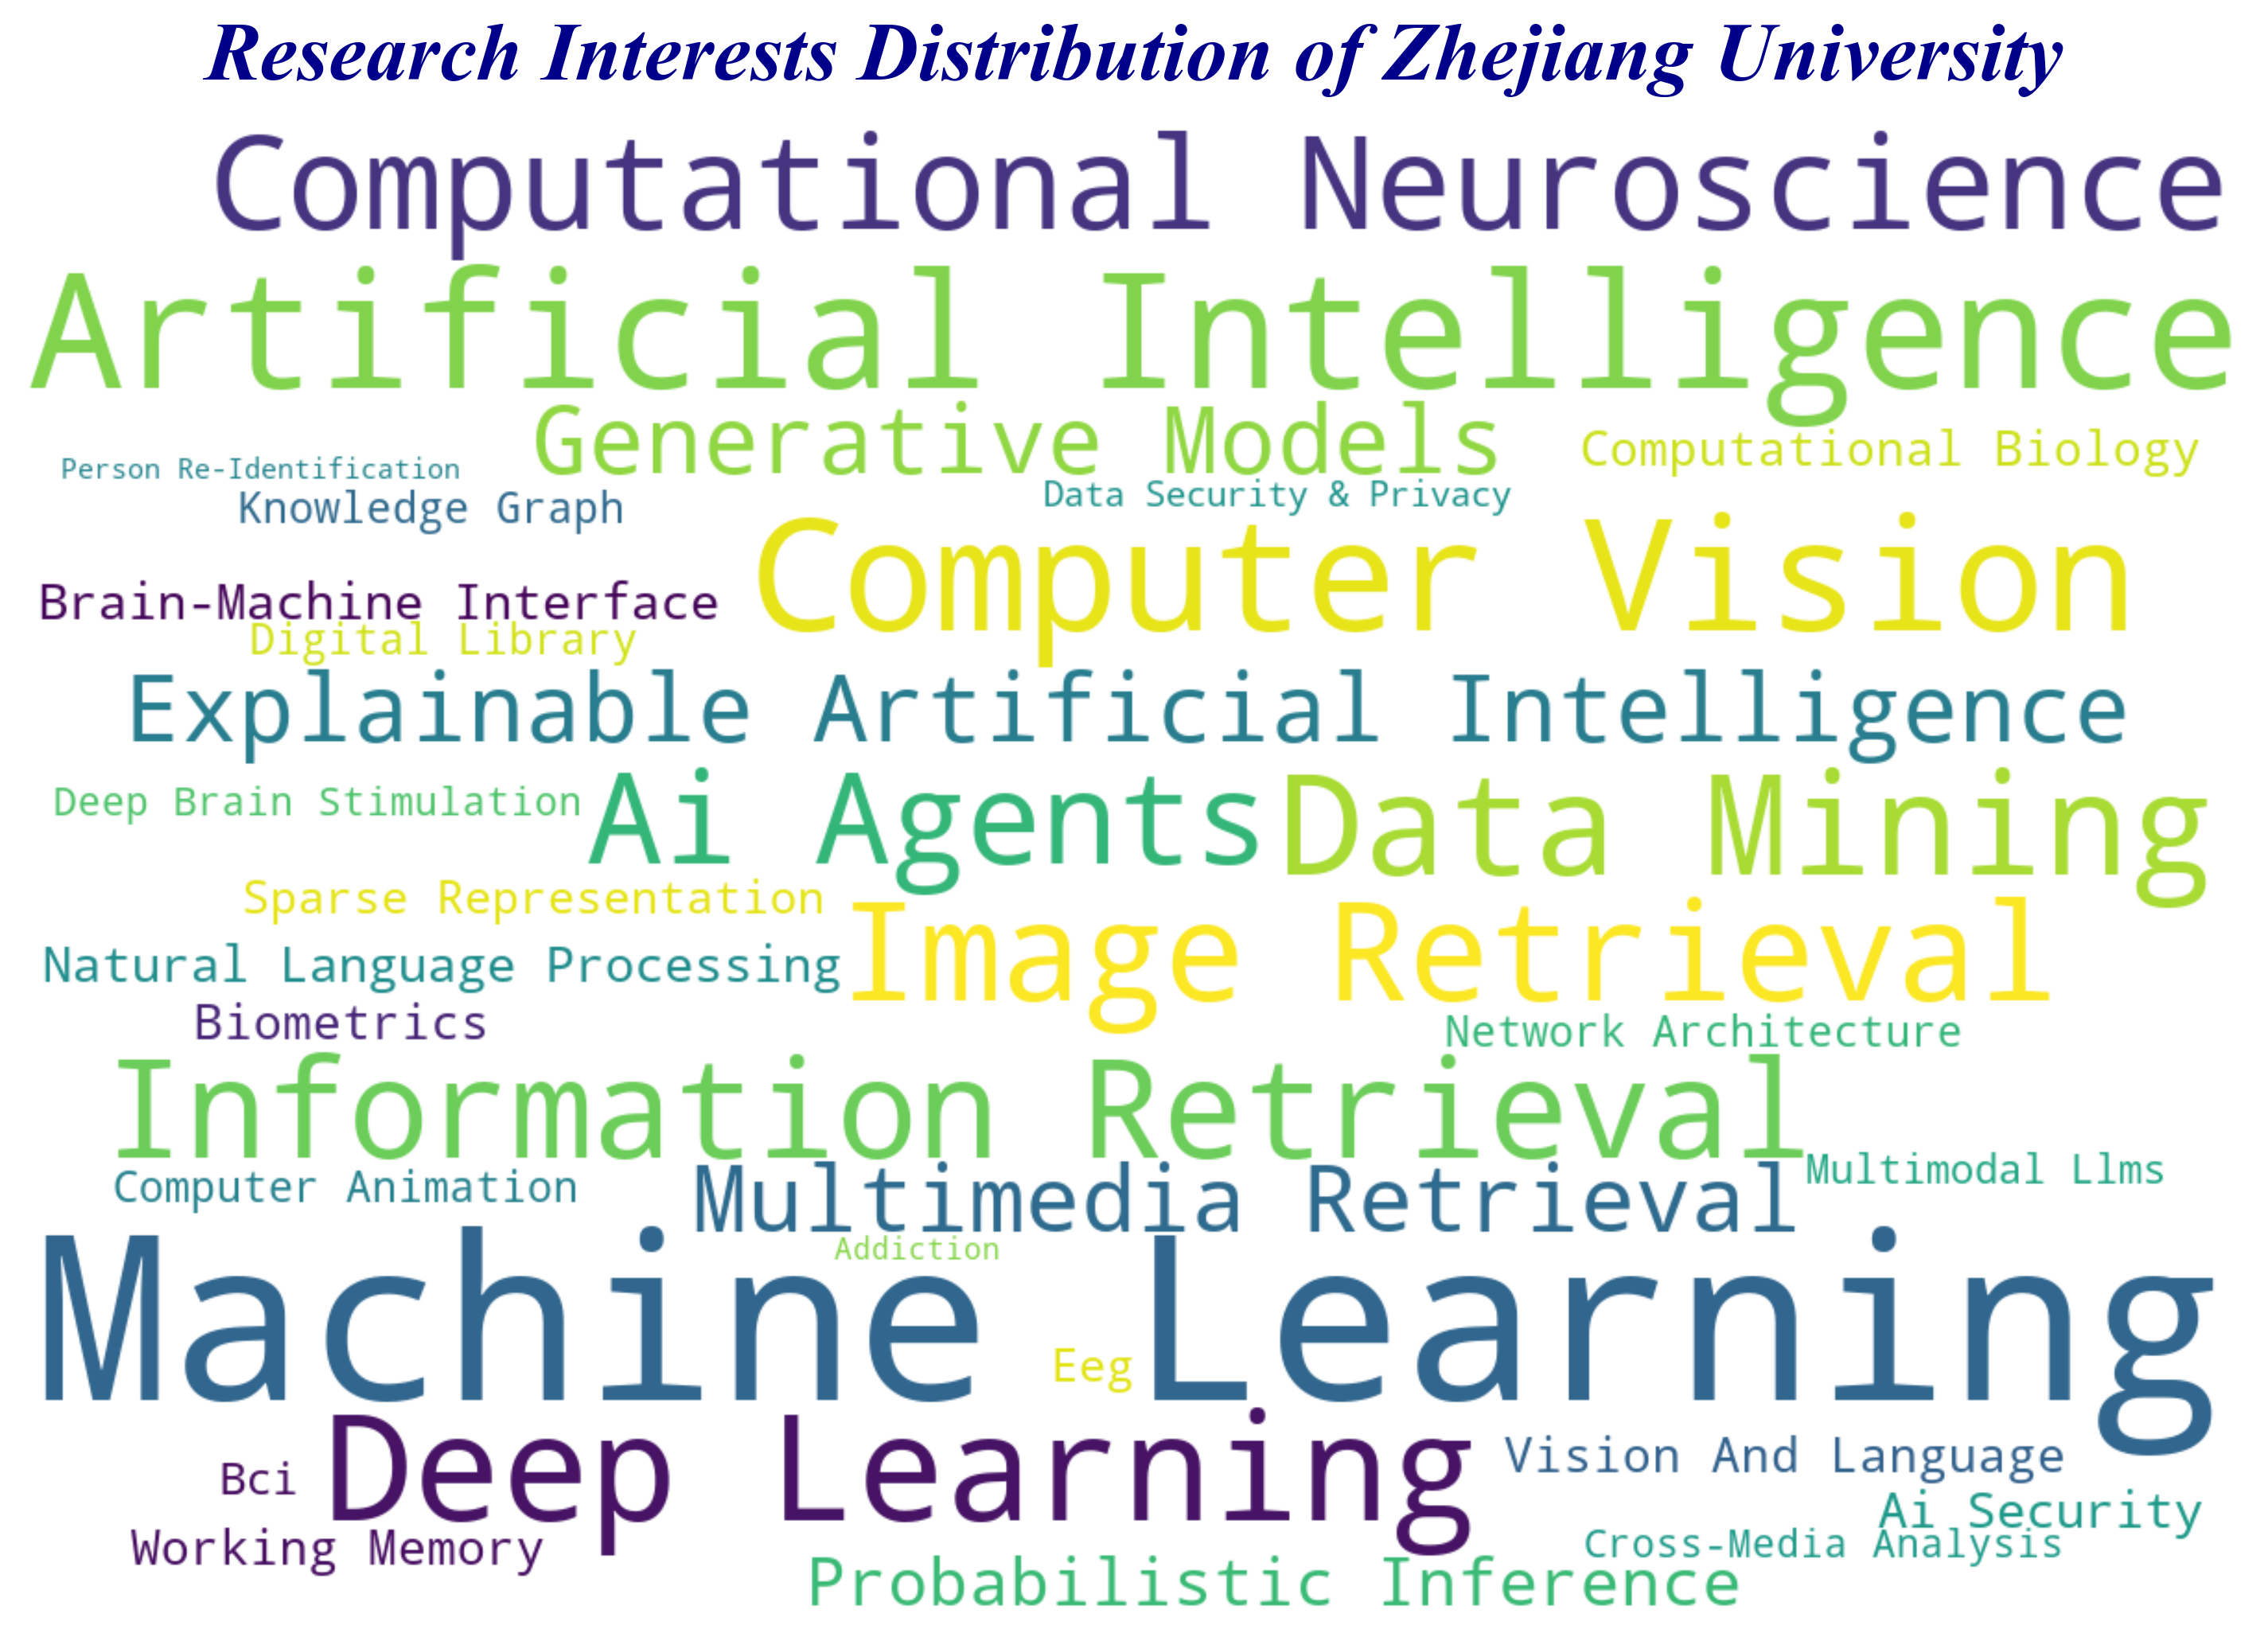 Research Interests Distribution of Zhejiang University
Computational Neuroscience
Artificial Intelligence
Generative Models
Computational Biology
Person Re-Identification
Data Security & Privacy
Knowledge Graph
Computer Vision
Brain-Machine Interface
Digital Library
Explainable Artificial Intelligence
Deep Brain Stimulation
Ai Agents
Data Mining
Sparse Representation
Image Retrieval
Natural Language Processing
Biometrics
Network Architecture
Information Retrieval
Multimodal Llms
Computer Animation
Multimedia Retrieval
Addiction
Machine Learning
Eeg
Deep Learning
Vision And Language
Bci
Ai Security
Working Memory
Cross-Media Analysis
Probabilistic Inference